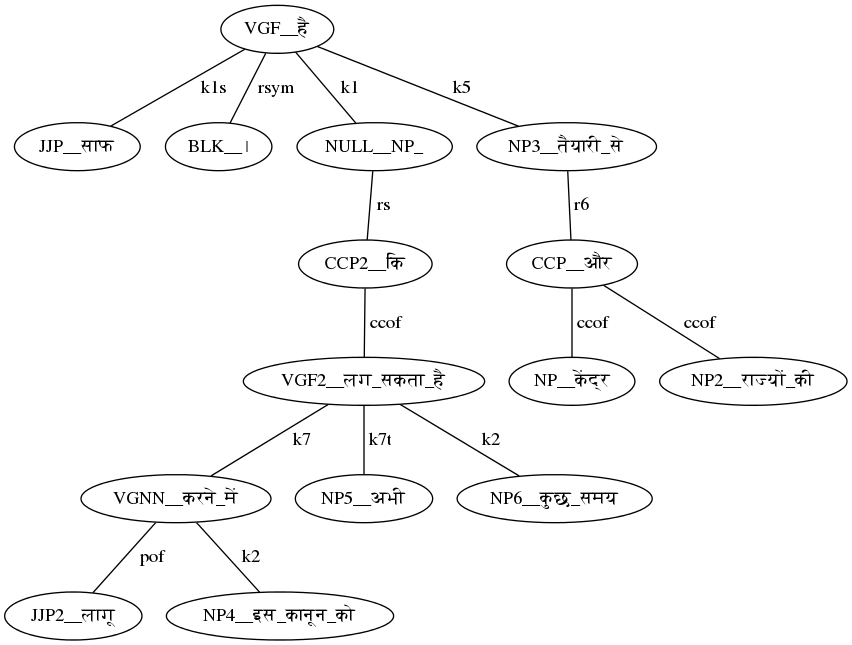 VGF__है
k1s rsym k1 k5
JJP__साफ BLK__। NULL__NP_ NP3__तैयारी_से
rs r6
CCP2__कि CCP__और
ccof ccof ccof
VGF2__लग_सकता_है NP__केंद्र NP2__राज्यों_की
k7 k7t k2
VGNN__करने_में NP5__अभी NP6__कुछ_समय
pof k2
JJP2__लागू NP4__इस_कानून_को